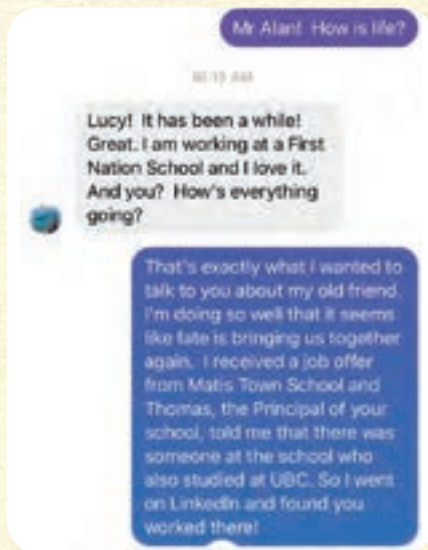 Mr Alan! How is life?
Lucy! It has been a while!
Great. I am working at a First
Nation School and I love it.
And you? How's everything
going?
That's exactly what I wanted to
talk to you about my old friend.
I'm doing so well that it seems
like fate is bringing us together
again. I received a job offer
from Matis Town School and
Thomas, the Principal of your
school, told me that there was
someone at the school who
also studied at UBC. So I went
on LinkedIn and found you
worked there!